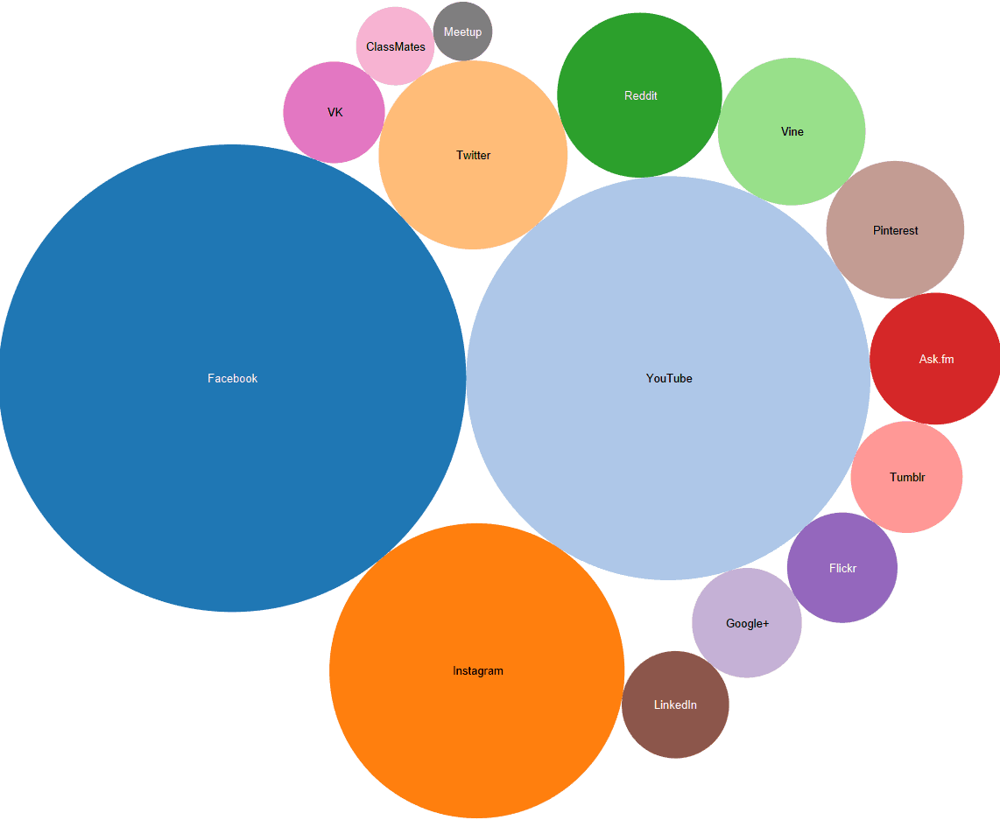 Meetup
ClassMates
Reddit
VK
Vine
Twitter
Pinterest
Ask.fm
Facebook
YouTube
Tumblr
Flickr
Google+
Instagram
LinkedIn